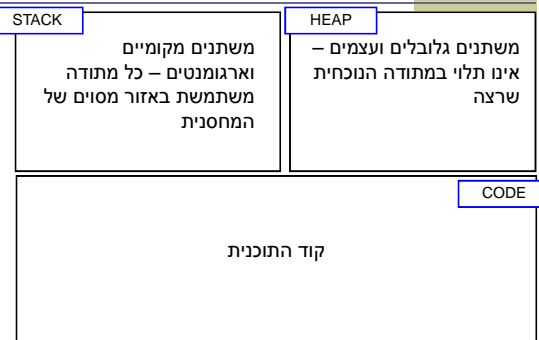 HEAP
משתנים גלובלים ועצמים –
אינו תלוי במתודה הנוכחית
שרצה
STACK
משתנים מקומיים
וארגומנטים – כל מתודה
משתמשת באזור מסוים של
המחסנית
CODE
קוד התוכנית